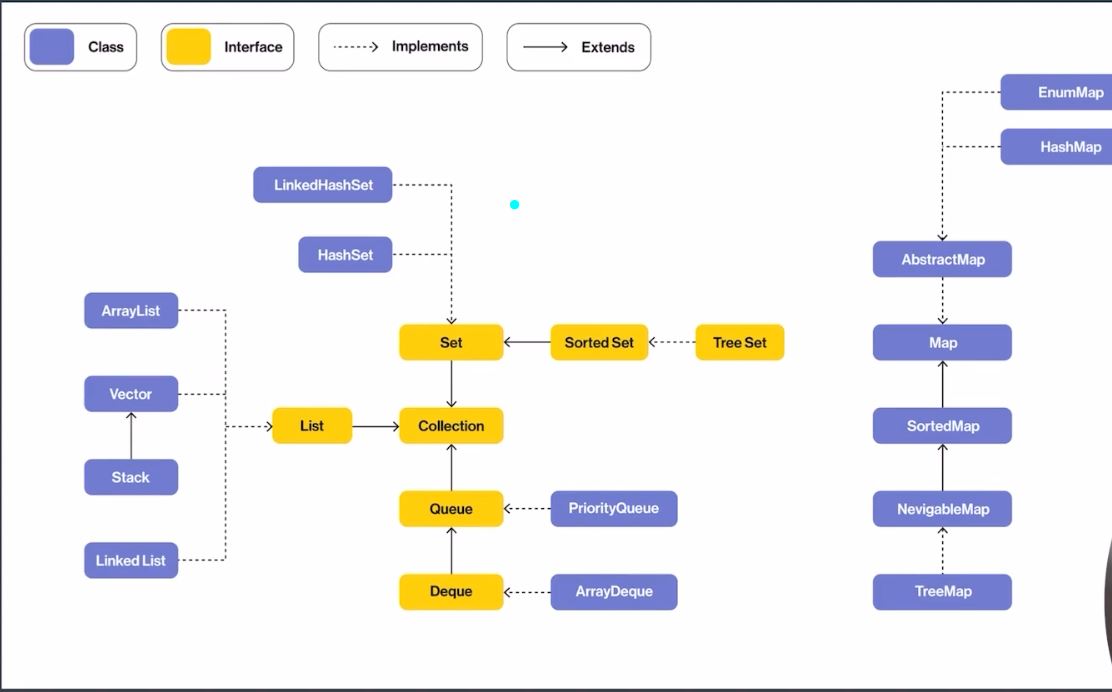 Class
Interface
Implements
Extends
EnumMap
HashMap
LinkedHashSet
HashSet
AbstractMap
ArrayList
Set
Sorted Set
Tree Set
Map
Vector
List
Collection
SortedMap
Stack
Queue
PriorityQueue
NevigableMap
Linked List
Deque
ArrayDeque
TreeMap